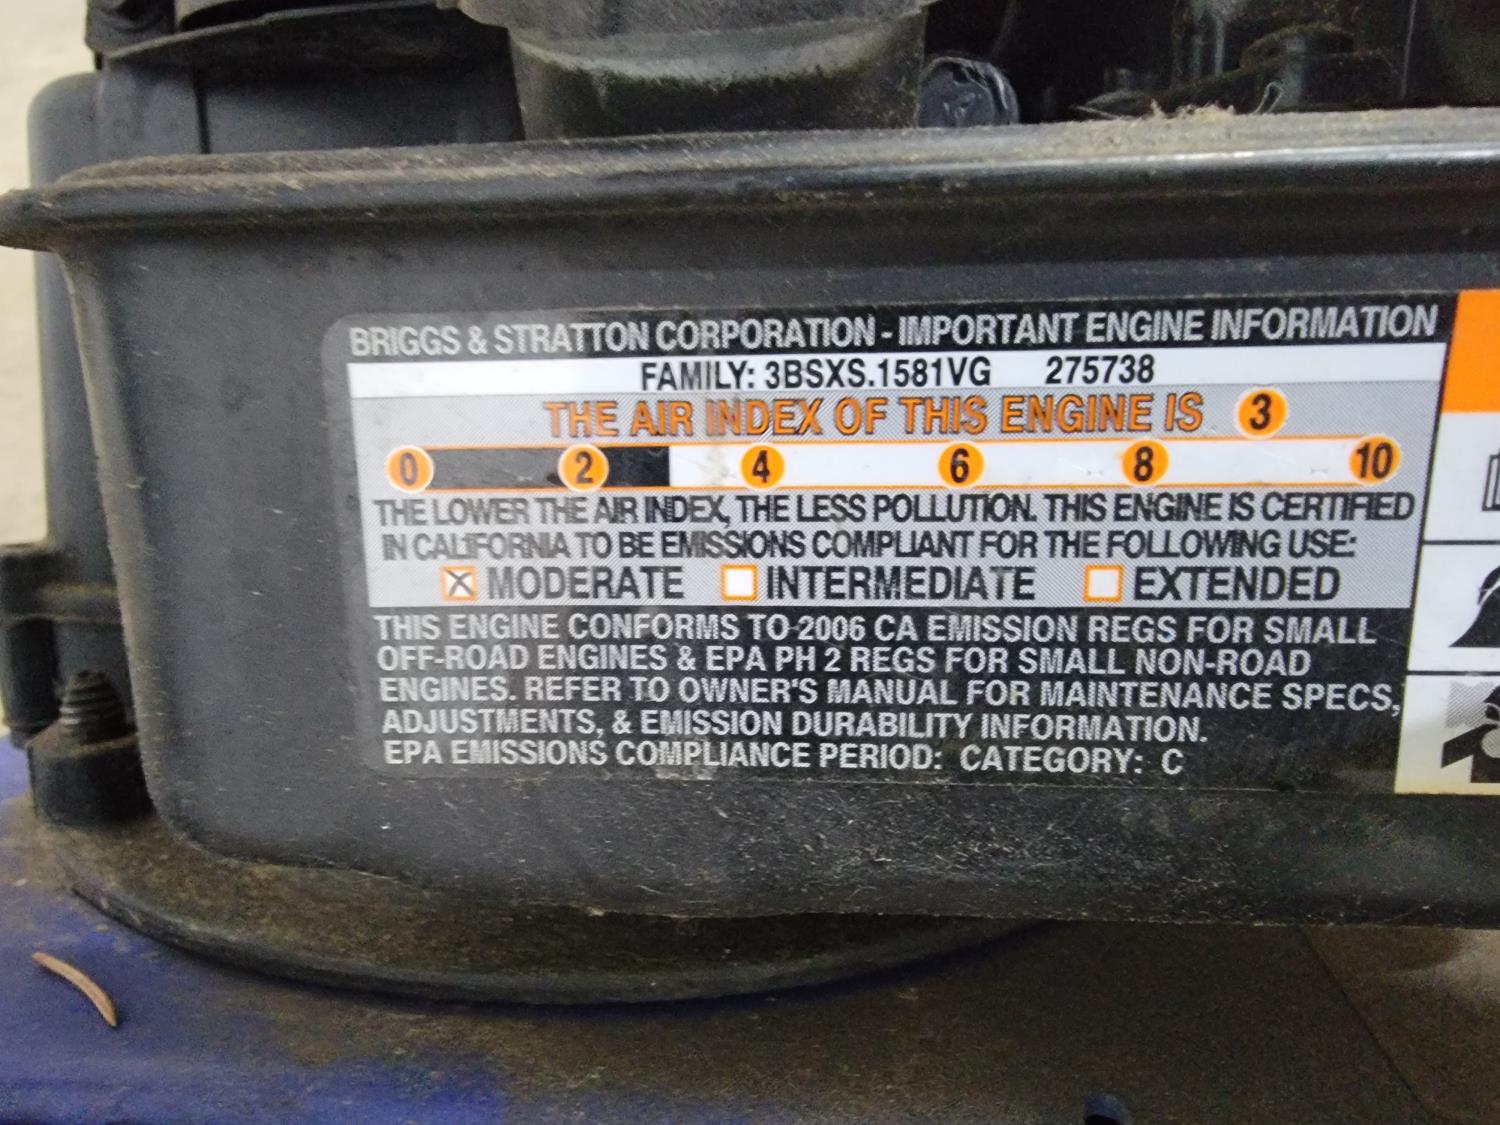 BRIGGS & STRATTON CORPORATION - IMPORTANT ENGINE INFORMATION
FAMILY: 3BSXS.1581VG 275738
THE AIR INDEX OF THIS ENGINE IS 3
0 2 4 6 8 10
THE LOWER THE AIR INDEX, THE LESS POLLUTION. THIS ENGINE IS CERTIFIED
IN CALIFORNIA TO BE EMISSIONS COMPLIANT FOR THE FOLLOWING USE:
☒ MODERATE ☐ INTERMEDIATE ☐ EXTENDED
THIS ENGINE CONFORMS TO 2006 CA EMISSION REGS FOR SMALL
OFF-ROAD ENGINES & EPA PH 2 REGS FOR SMALL NON-ROAD
ENGINES. REFER TO OWNER'S MANUAL FOR MAINTENANCE SPECS,
ADJUSTMENTS, & EMISSION DURABILITY INFORMATION.
EPA EMISSIONS COMPLIANCE PERIOD: CATEGORY: C